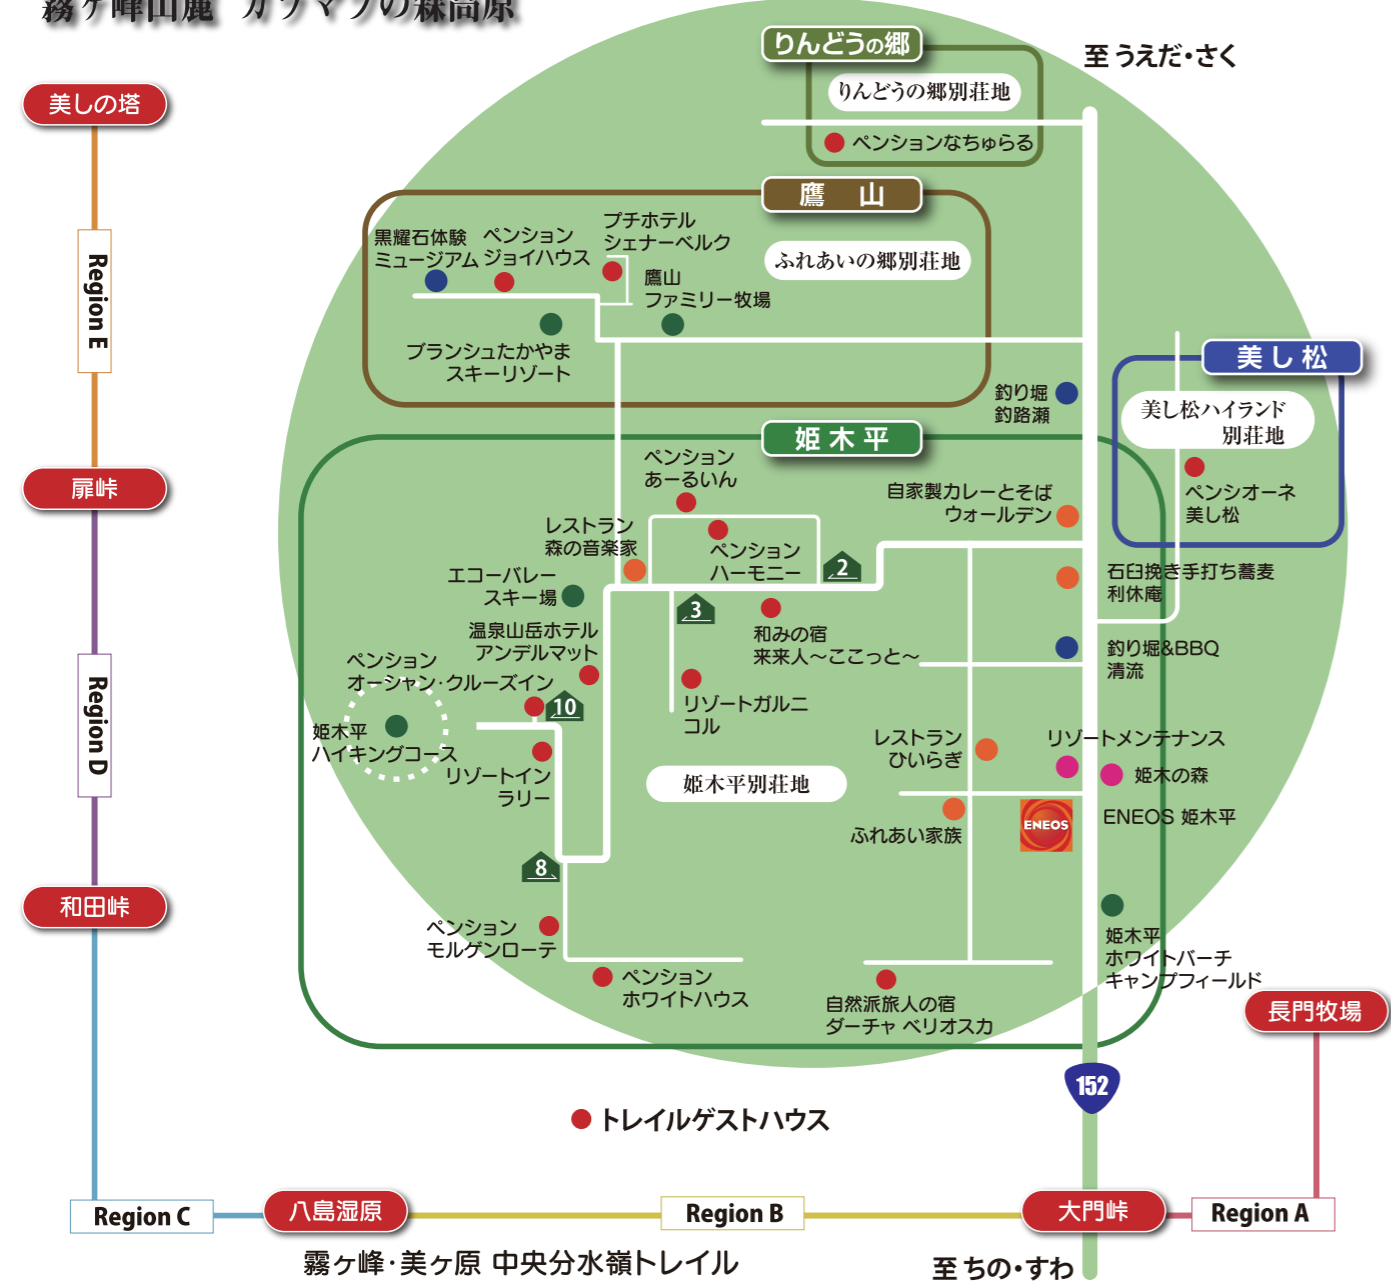 霧ヶ峰山麓 カラマツの森高原
りんどうの郷
至 うえだ・さく
りんどうの郷別荘地
ペンションなちゅらる
美しの塔
鷹 山
プチホテル
シェナーベルク
黒耀石体験
ミュージアム
ペンション
ジョイハウス
ふれあいの郷別荘地
鷹山
ファミリー牧場
Region E
ブランシュたかやま
スキーリゾート
美し松
釣り堀
釣路瀬
美し松ハイランド
別荘地
姫木平
ペンション
あーるいん
扉峠
自家製カレーとそば
ウォールデン
ペンシオーネ
美し松
レストラン
森の音楽家
ペンション
ハーモニー
2
エコーバレー
スキー場
3
石臼挽き手打ち蕎麦
利休庵
温泉山岳ホテル
アンデルマット
和みの宿
来来人〜ここっと〜
釣り堀&BBQ
清流
ペンション
オーシャン・クルーズイン
10
リゾートガルニ
コル
Region D
姫木平
ハイキングコース
レストラン
ひいらぎ
リゾートメンテナンス
姫木の森
リゾートイン
ラリー
姫木平別荘地
ENEOS
ENEOS 姫木平
ふれあい家族
8
和田峠
ペンション
モルゲンローテ
姫木平
ホワイトバーチ
キャンプフィールド
ペンション
ホワイトハウス
自然派旅人の宿
ダーチャ ベリオスカ
長門牧場
152
トレイルゲストハウス
Region C
八島湿原
Region B
大門峠
Region A
霧ヶ峰・美ヶ原 中央分水嶺トレイル
至 ちの・すわ